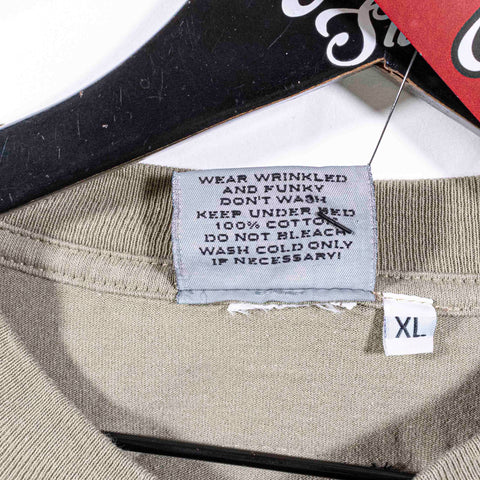 WEAR WRINKLED
AND FUNKY
DON'T WASH
KEEP UNDER BED
100% COTTON
DO NOT BLEACH
WASH COLD ONLY
IF NECESSARY!
XL